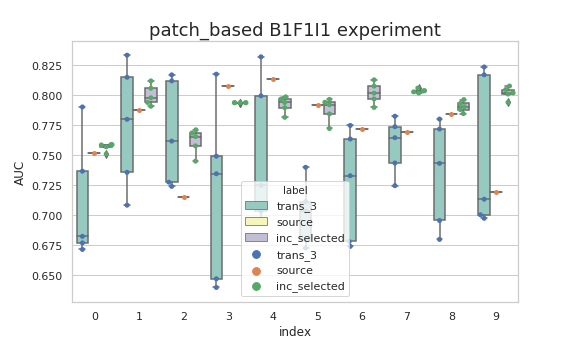 patch_based B1F1I1 experiment
0.825
0.800
0.775
0.750
0.725
0.700
0.675
0.650
AUC
label
trans_3
source
inc_selected
trans_3
source
inc_selected
0 1 2 3 4 5 6 7 8 9
index